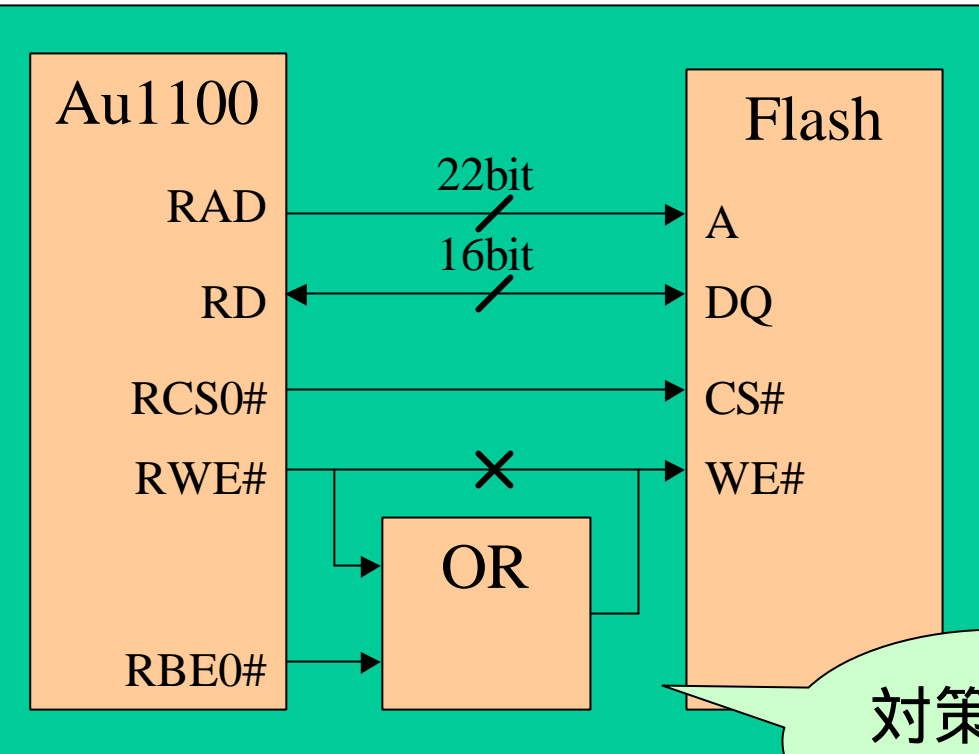 Au1100
Flash
22bit
RAD
A
16bit
RD
DQ
RCS0#
CS#
RWE#
WE#
OR
RBE0#
対策